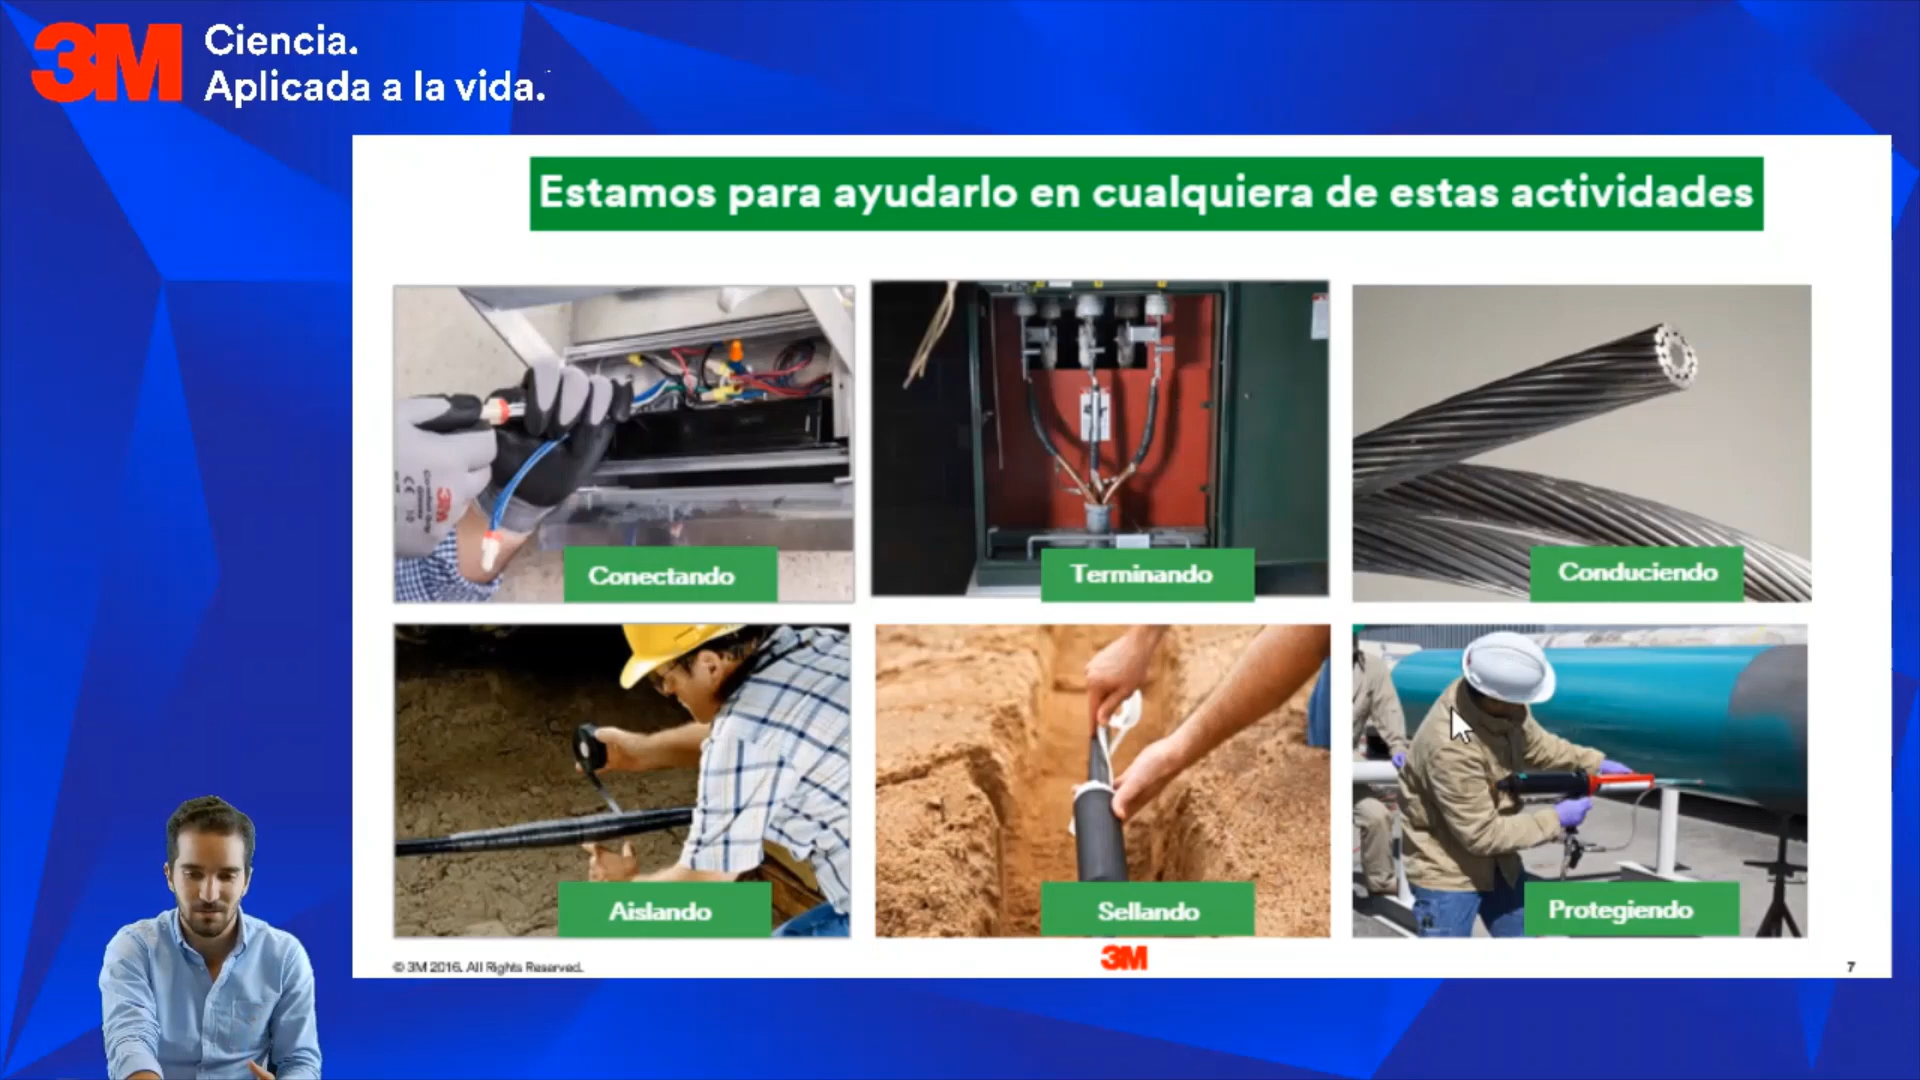 3M Ciencia.
Aplicada a la vida.
Estamos para ayudarlo en cualquiera de estas actividades
Conectando
Terminando
Conduciendo
3M
Aislando
Sellando
Protegiendo
© 3M 2016. All Rights Reserved.
3M
7